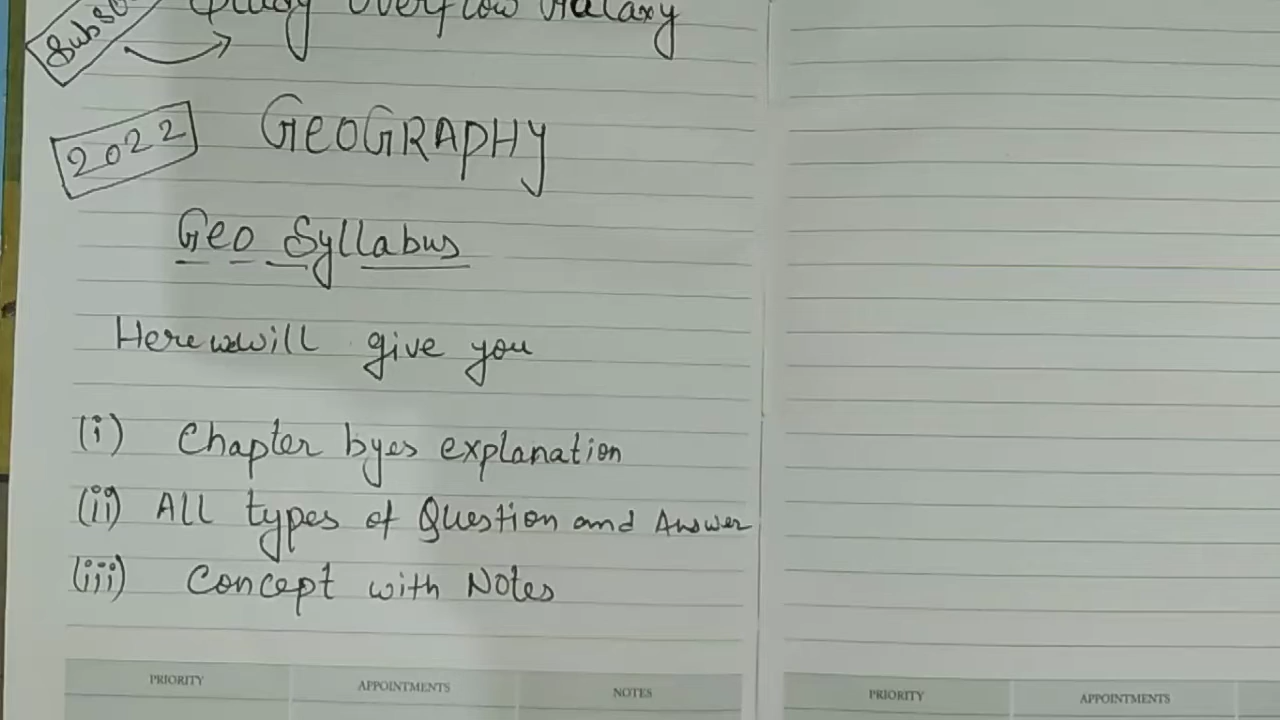 Study Overflow Galaxy
2022
GEOGRAPHY
Geo Syllabus
Here wewill give you
(i) Chapter byes explanation
(ii) ALL types of Question and Answer
(iii) Concept with Notes
PRIORITY APPOINTMENTS NOTES
PRIORITY APPOINTMENTS